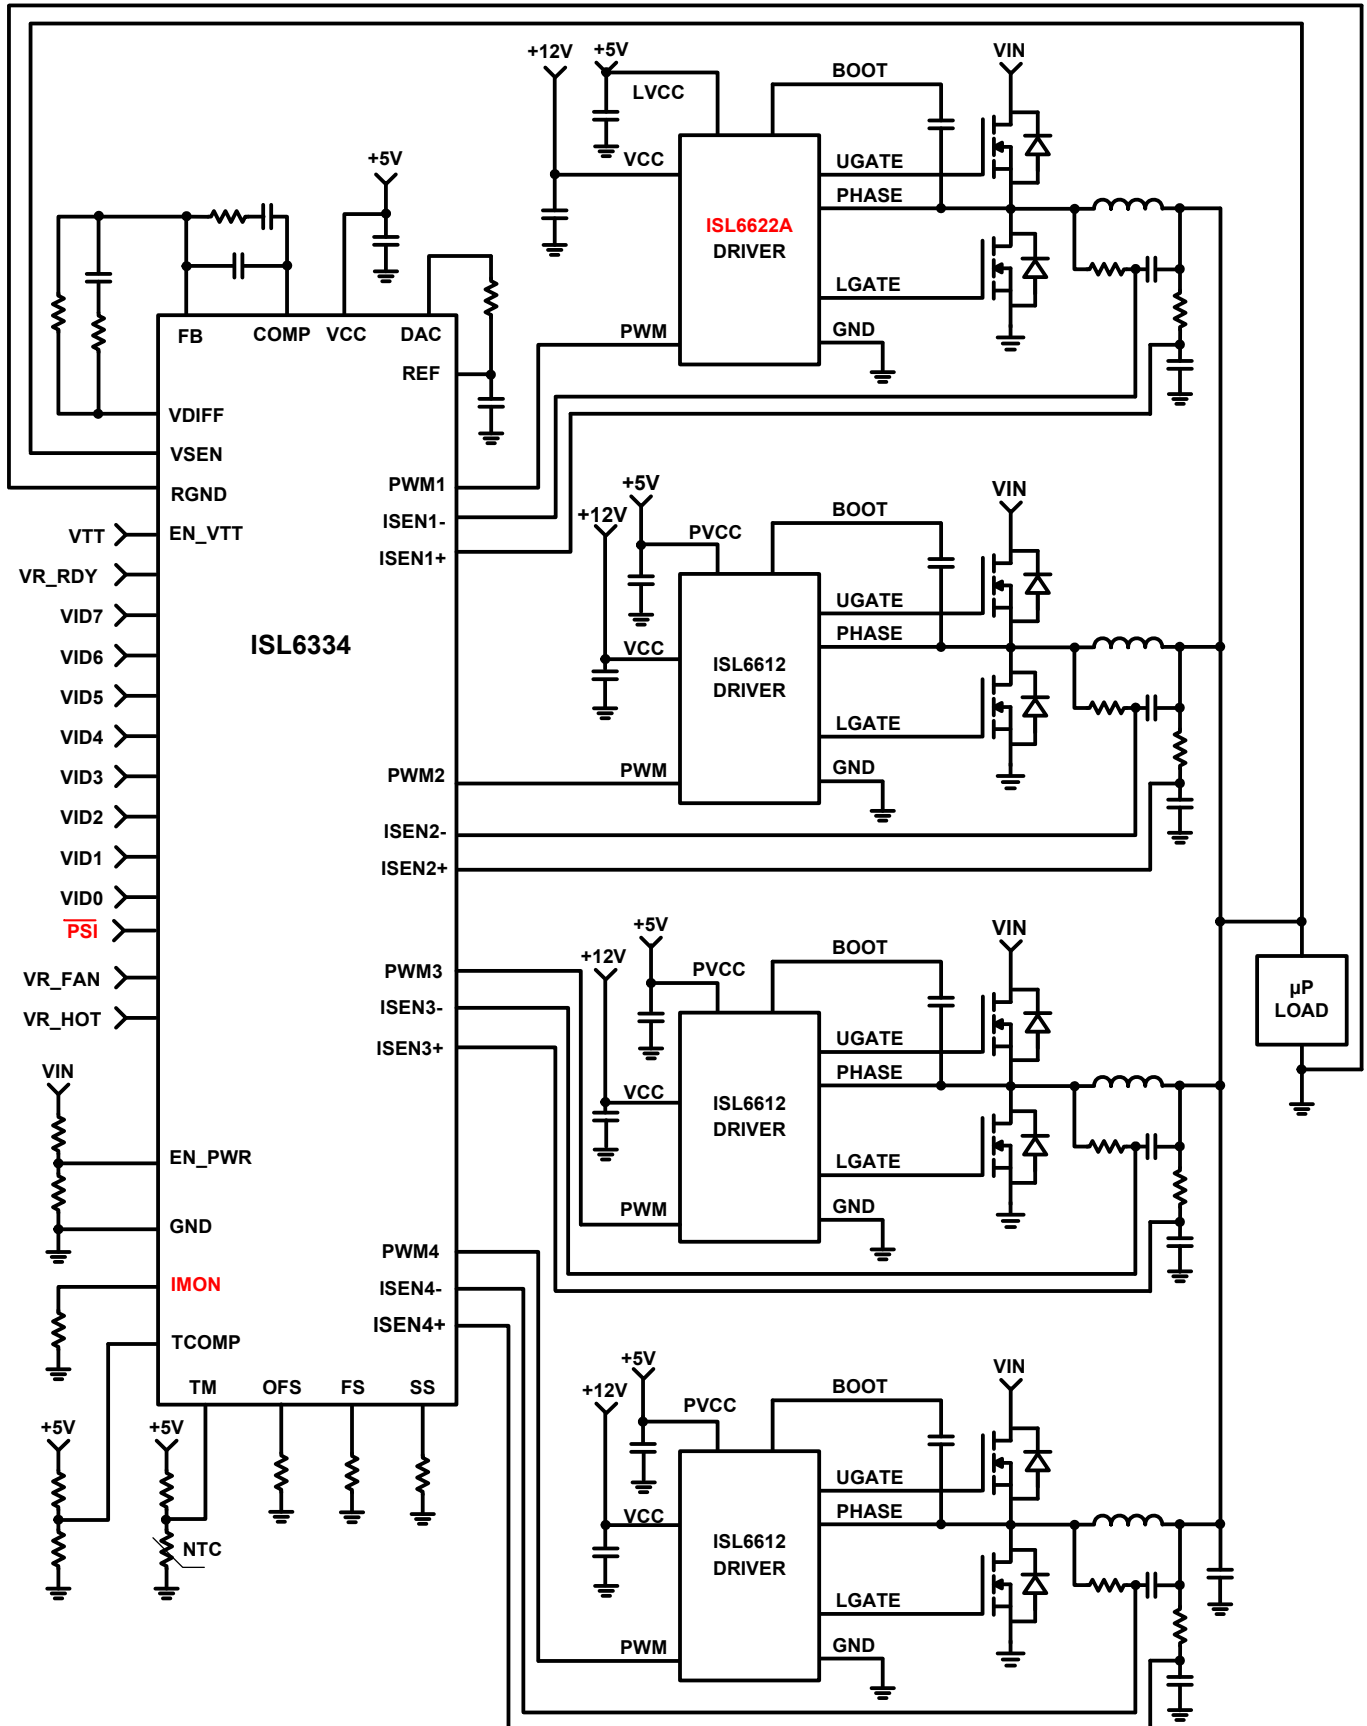 +12V
+5V
LVCC
BOOT
VIN
VCC
UGATE
PHASE
ISL6622A
DRIVER
LGATE
PWM
GND
+5V
FB
COMP
VCC
DAC
REF
VDIFF
VSEN
RGND
EN_VTT
VTT
VR_RDY
VID7
VID6
VID5
VID4
VID3
VID2
VID1
VID0
PSI
VR_FAN
VR_HOT
VIN
EN_PWR
GND
IMON
TCOMP
TM
OFS
FS
SS
+5V
+5V
NTC
ISL6334
PWM1
ISEN1-
ISEN1+
PWM2
ISEN2-
ISEN2+
PWM3
ISEN3-
ISEN3+
PWM4
ISEN4-
ISEN4+
+5V
+12V
PVCC
BOOT
VIN
VCC
UGATE
PHASE
ISL6612
DRIVER
LGATE
PWM
GND
+5V
+12V
PVCC
BOOT
VIN
VCC
UGATE
PHASE
ISL6612
DRIVER
LGATE
PWM
GND
µP
LOAD
+5V
+12V
PVCC
BOOT
VIN
VCC
UGATE
PHASE
ISL6612
DRIVER
LGATE
PWM
GND